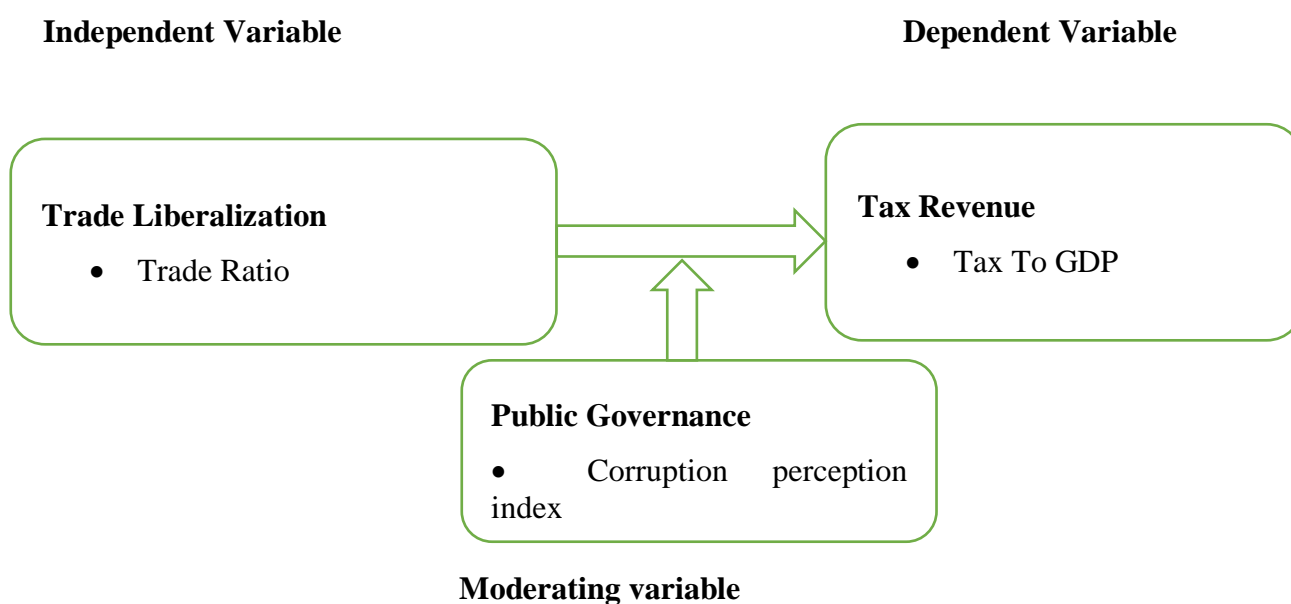 Independent Variable
Dependent Variable
Trade Liberalization
• Trade Ratio
Tax Revenue
• Tax To GDP
Public Governance
• Corruption perception
index
Moderating variable